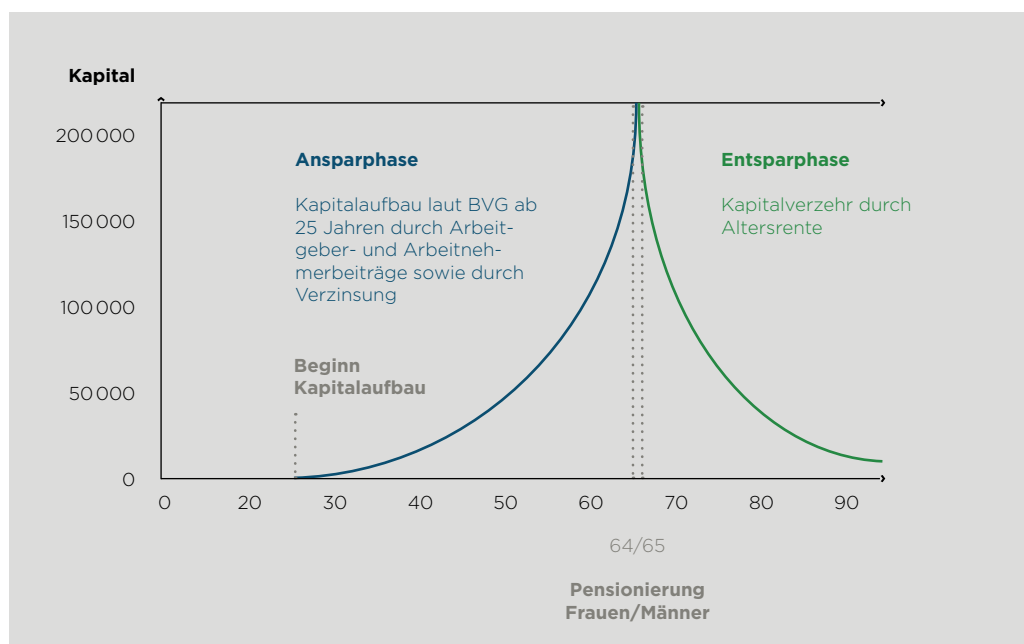 Kapital
200 000
150 000
100 000
50 000
0
Ansparphase
Kapitalaufbau laut BVG ab
25 Jahren durch Arbeit-
geber- und Arbeitneh-
merbeiträge sowie durch
Verzinsung
Beginn
Kapitalaufbau
Entsparphase
Kapitalverzehr durch
Altersrente
0 20 30 40 50 60 70 80 90
64/65
Pensionierung
Frauen/Männer